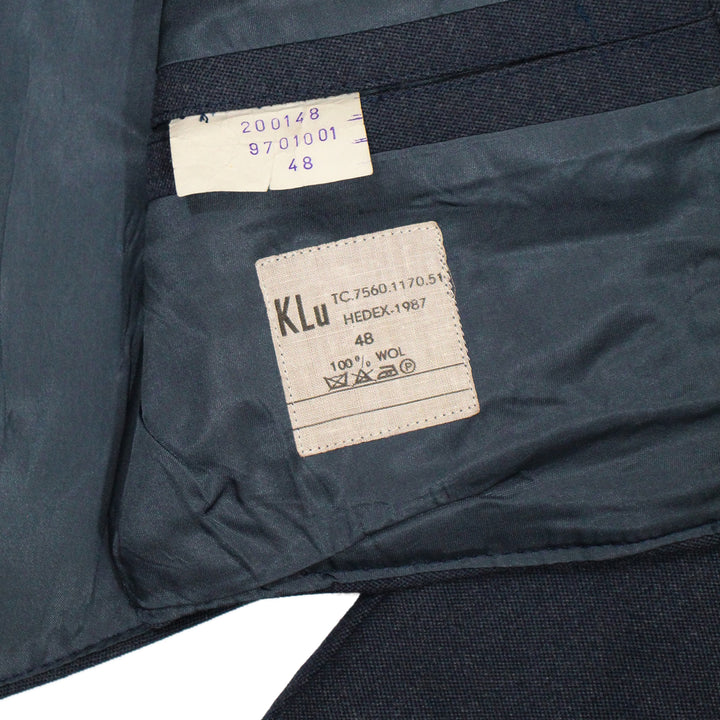 200148
9701001
48
KLu
TC.7560.1170.51
HEDEX-1987
48
100% WOL
P